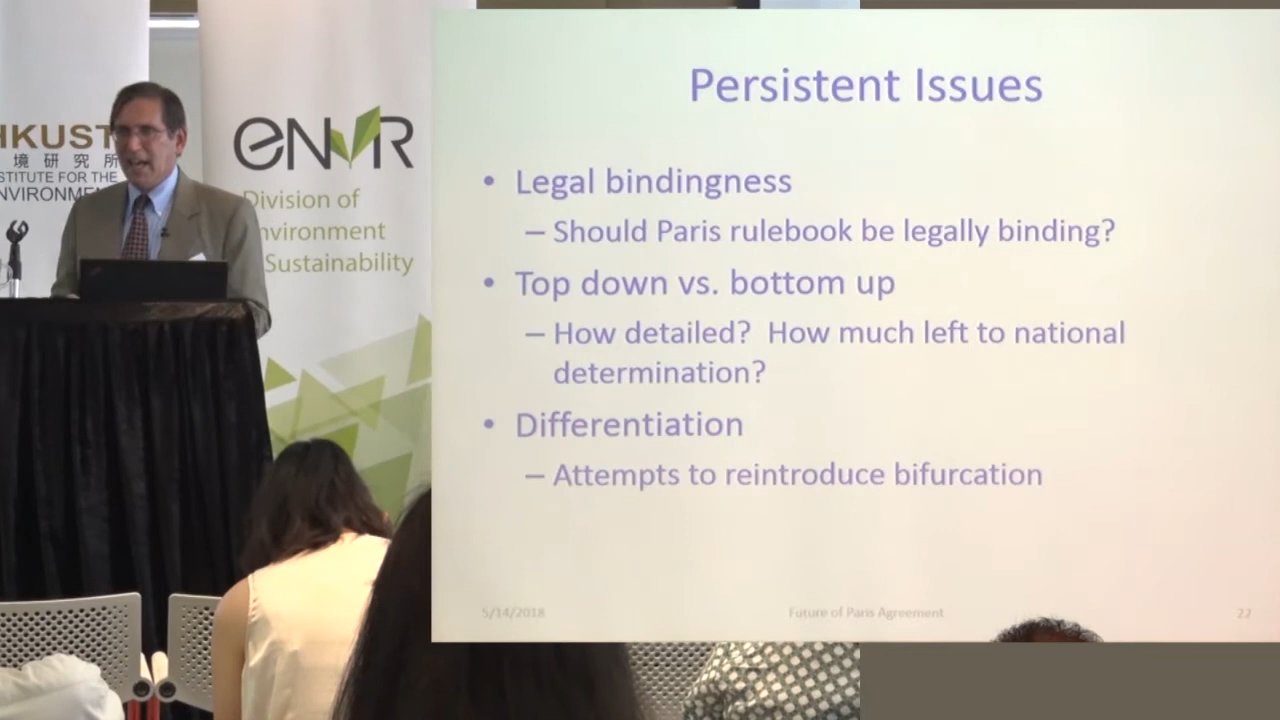 HKUST
境 研 究 所
STITUTE FOR THE
NVIRONME
ENVR
Division of
nvironment
Sustainability
Persistent Issues
• Legal bindingness
– Should Paris rulebook be legally binding?
• Top down vs. bottom up
– How detailed?  How much left to national
determination?
• Differentiation
– Attempts to reintroduce bifurcation
5/14/2018
Future of Paris Agreement
22